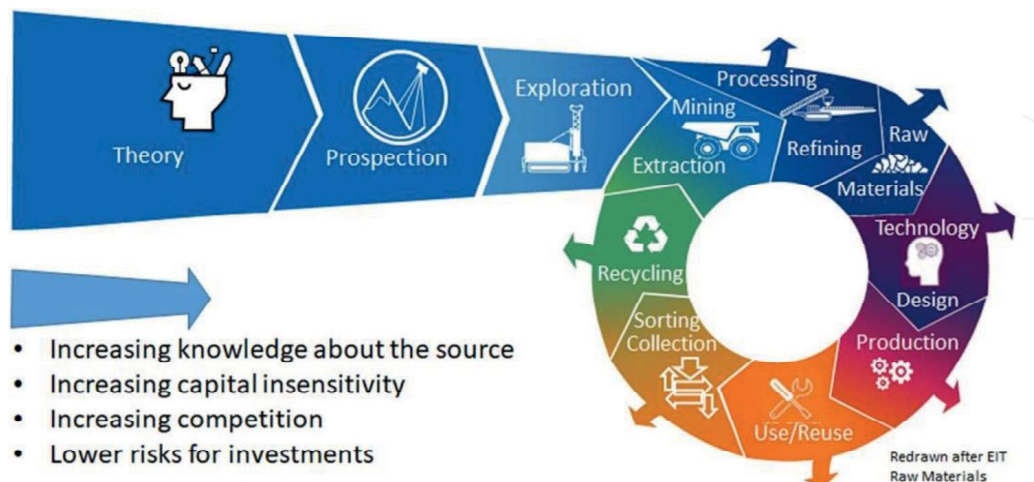 Theory
Prospection
Exploration
Mining
Extraction
Processing
Refining
Raw
Materials
Technology
Design
Production
Use/Reuse
Sorting
Collection
Recycling
• Increasing knowledge about the source
• Increasing capital insensitivity
• Increasing competition
• Lower risks for investments
Redrawn after EIT
Raw Materials